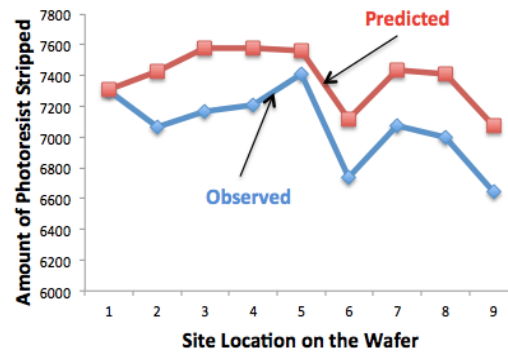 Amount of Photoresist Stripped
7800
7600
7400
7200
7000
6800
6600
6400
6200
6000
Predicted
Observed
1 2 3 4 5 6 7 8 9
Site Location on the Wafer